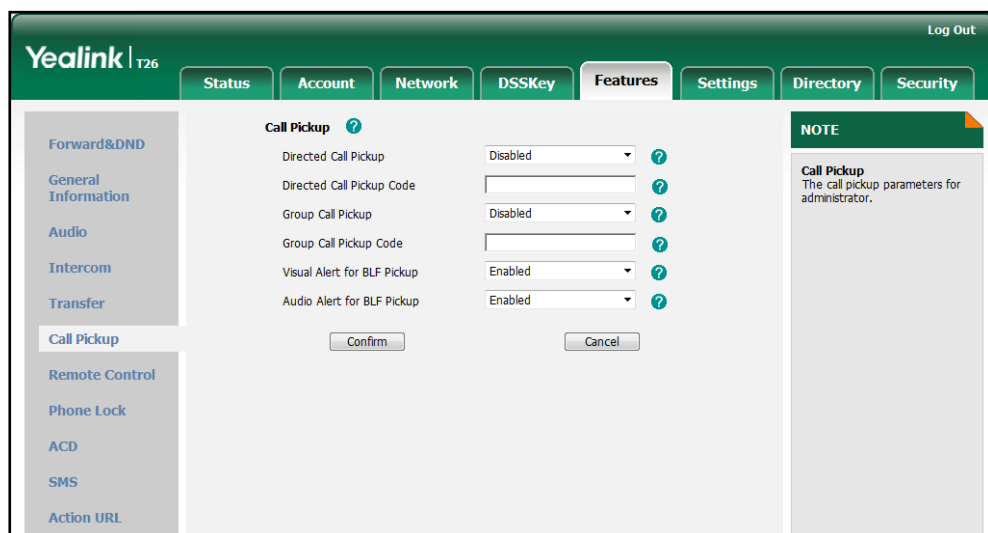 Log Out
Yealink T26
Status Account Network DSSKey Features Settings Directory Security
Forward&DND
General
Information
Audio
Intercom
Transfer
Call Pickup
Remote Control
Phone Lock
ACD
SMS
Action URL
Call Pickup ?
Directed Call Pickup Disabled ?
Directed Call Pickup Code ?
Group Call Pickup Disabled ?
Group Call Pickup Code ?
Visual Alert for BLF Pickup Enabled ?
Audio Alert for BLF Pickup Enabled ?
Confirm Cancel
NOTE
Call Pickup
The call pickup parameters for
administrator.